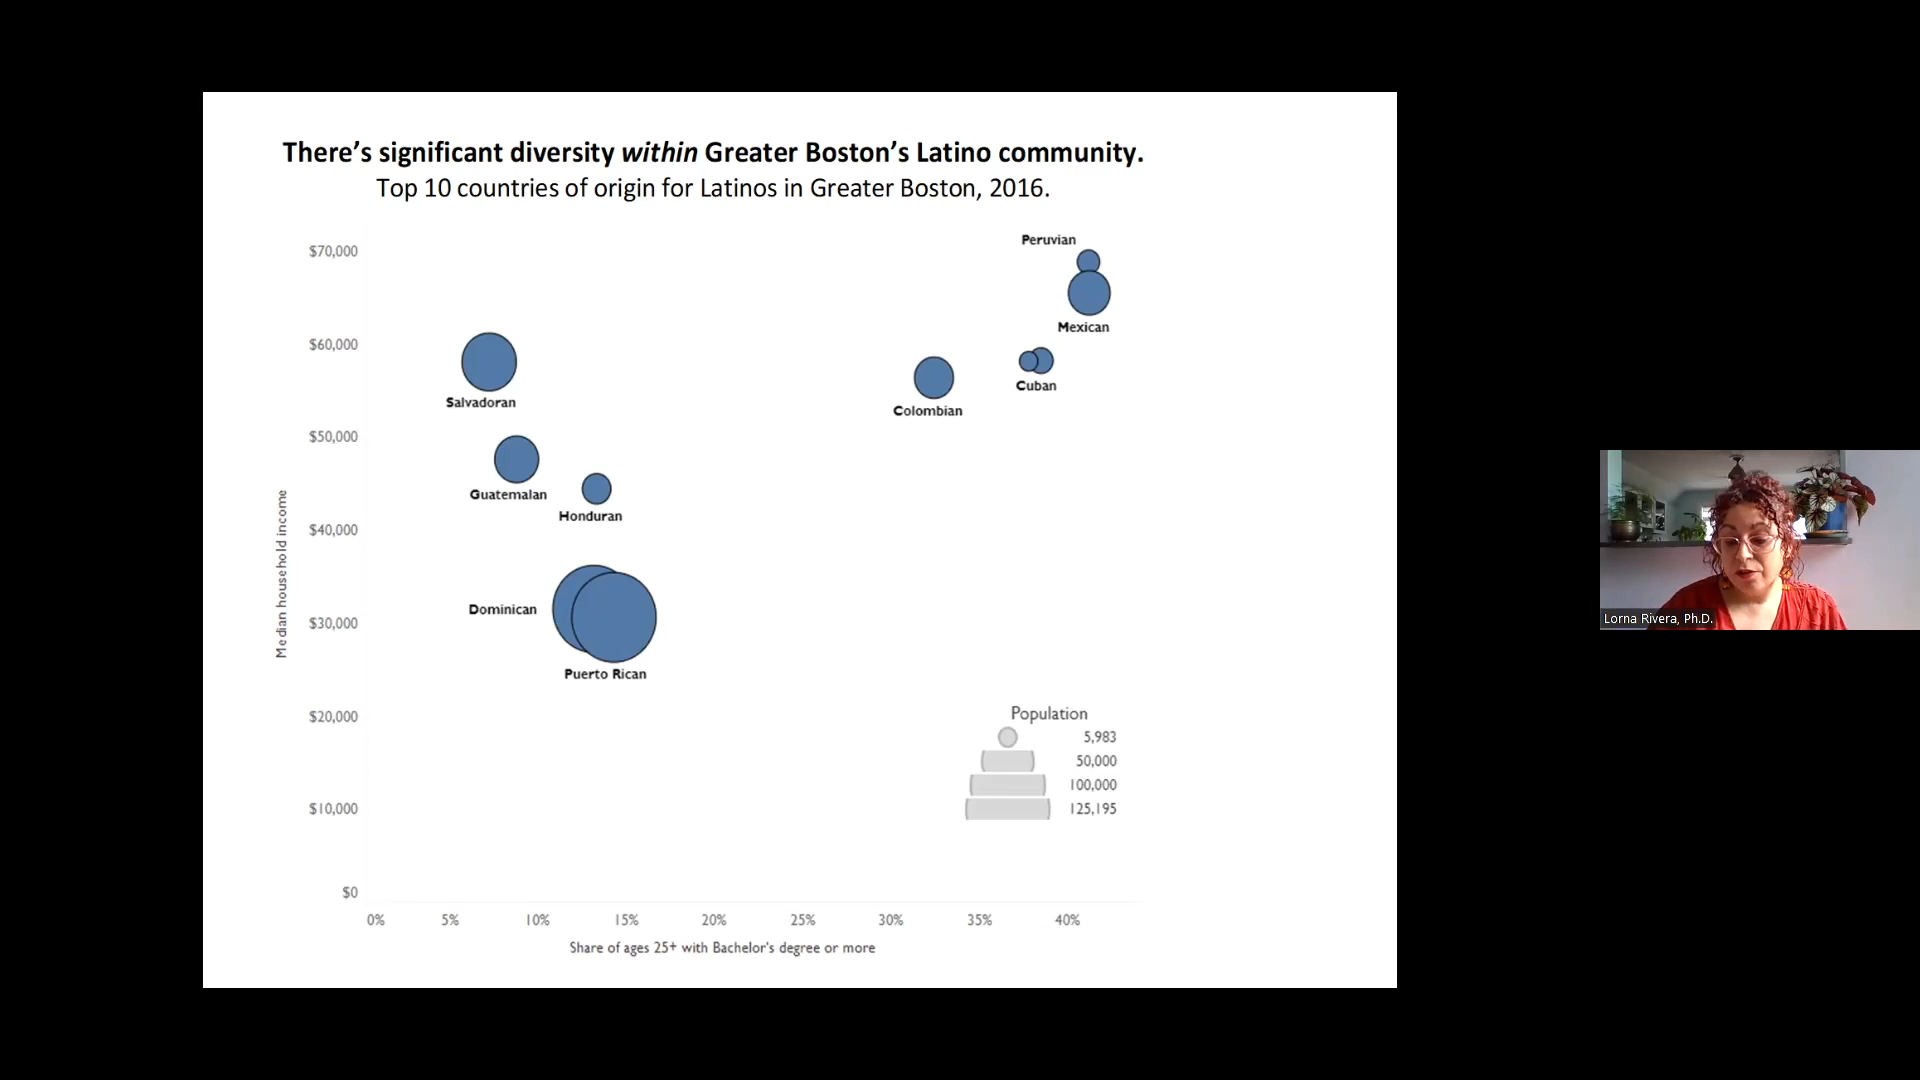 There’s significant diversity within Greater Boston’s Latino community.
Top 10 countries of origin for Latinos in Greater Boston, 2016.
Peruvian
$70,000
Mexican
$60,000
Cuban
Salvadoran
Colombian
$50,000
Guatemalan
Honduran
$40,000
Median household income
Dominican
$30,000
Puerto Rican
$20,000
Population
5,983
50,000
100,000
125,195
$10,000
$0
0% 5% 10% 15% 20% 25% 30% 35% 40%
Share of ages 25+ with Bachelor's degree or more
Lorna Rivera, Ph.D.